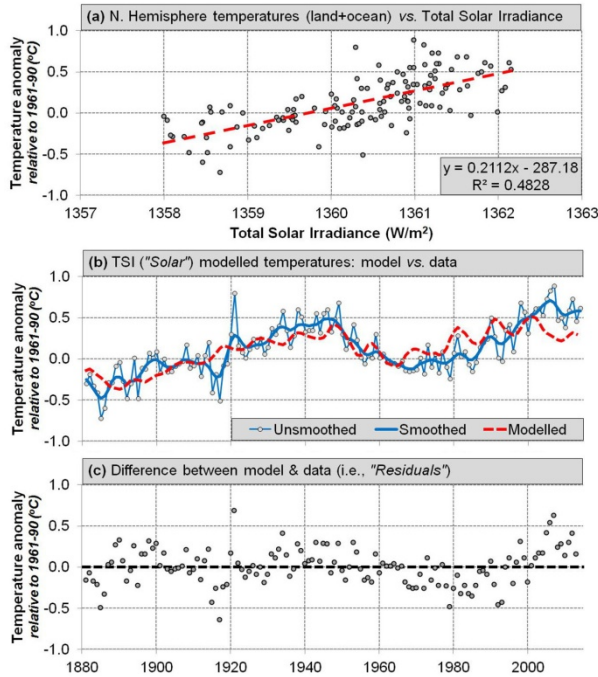 (a) N. Hemisphere temperatures (land+ocean) vs. Total Solar Irradiance
Temperature anomaly
relative to 1961-90 (ºC)
1.0
0.5
0.0
-0.5
-1.0
y = 0.2112x - 287.18
R² = 0.4828
1357 1358 1359 1360 1361 1362 1363
Total Solar Irradiance (W/m²)
(b) TSI ("Solar") modelled temperatures: model vs. data
Temperature anomaly
relative to 1961-90 (ºC)
1.0
0.5
0.0
-0.5
-1.0
Unsmoothed Smoothed Modelled
(c) Difference between model & data (i.e., "Residuals")
Temperature anomaly
relative to 1961-90 (ºC)
1.0
0.5
0.0
-0.5
-1.0
1880 1900 1920 1940 1960 1980 2000